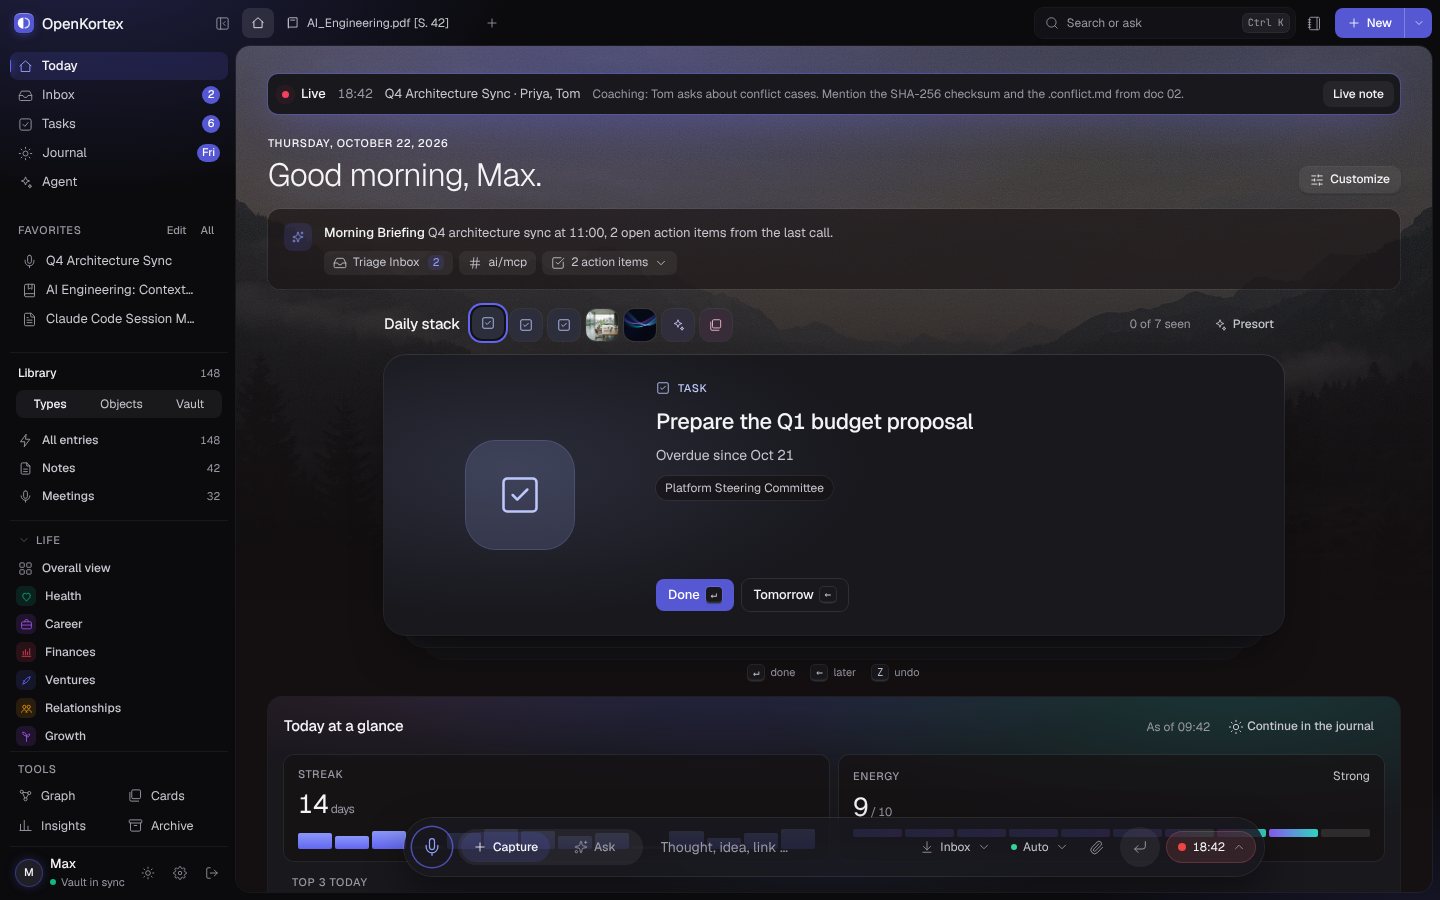 OpenKortex
AI_Engineering.pdf [S. 42]
Search or ask
Ctrl K
New
Today
Inbox 2
Tasks 6
Journal Fri
Agent
FAVORITES Edit All
Q4 Architecture Sync
AI Engineering: Context...
Claude Code Session M...
Library 148
Types Objects Vault
All entries 148
Notes 42
Meetings 32
LIFE
Overall view
Health
Career
Finances
Ventures
Relationships
Growth
TOOLS
Graph Cards
Insights Archive
M Max
Vault in sync
Live 18:42 Q4 Architecture Sync · Priya, Tom Coaching: Tom asks about conflict cases. Mention the SHA-256 checksum and the .conflict.md from doc 02. Live note
THURSDAY, OCTOBER 22, 2026
Good morning, Max.
Customize
Morning Briefing Q4 architecture sync at 11:00, 2 open action items from the last call.
Triage Inbox 2 ai/mcp 2 action items
Daily stack 0 of 7 seen Presort
TASK
Prepare the Q1 budget proposal
Overdue since Oct 21
Platform Steering Committee
Done ↵ Tomorrow ←
↵ done ← later Z undo
Today at a glance As of 09:42 Continue in the journal
STREAK
14 days
ENERGY Strong
9 / 10
Capture Ask Thought, idea, link ... Inbox Auto 18:42
TOP 3 TODAY